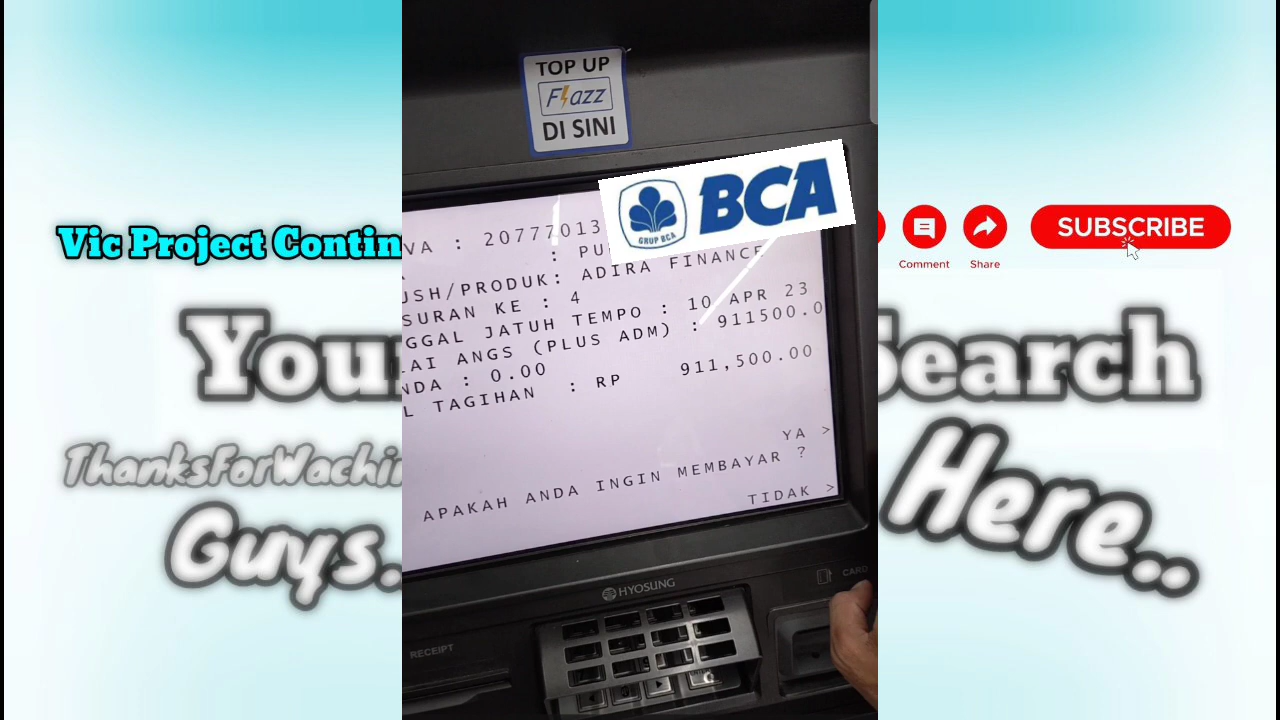 TOP UP
Flazz
DI SINI
BCA
GRUP BCA
VA : 20777013
: PU
USH/PRODUK: ADIRA FINANCE
SURAN KE : 4
GGAL JATUH TEMPO : 10 APR 23
LAI ANGS (PLUS ADM) : 911500.0
NDA : 0.00
L TAGIHAN : RP 911,500.00
YA >
APAKAH ANDA INGIN MEMBAYAR ?
TIDAK >
HYOSUNG
CARD
RECEIPT
Vic Project Contin
Your
ThanksForWachin
Guys.
Comment
Share
SUBSCRIBE
Search
Here..